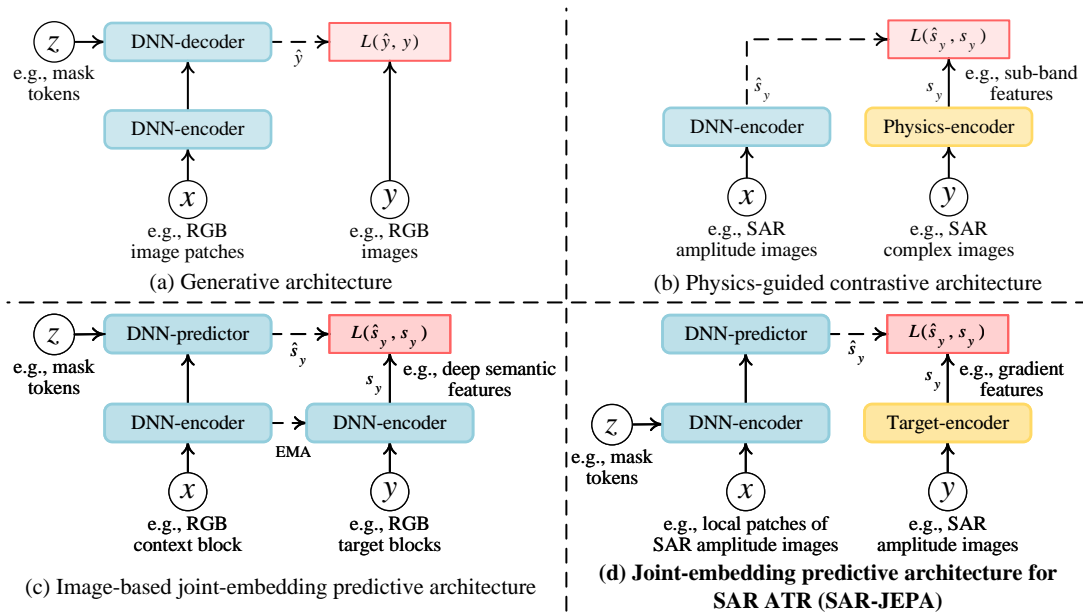 z
DNN-decoder
ŷ
L(ŷ, y)
e.g., mask
tokens
DNN-encoder
x
y
e.g., RGB
image patches
e.g., RGB
images
(a) Generative architecture
L(ŝ_y, s_y)
ŝ_y
s_y
e.g., sub-band
features
DNN-encoder
Physics-encoder
x
y
e.g., SAR
amplitude images
e.g., SAR
complex images
(b) Physics-guided contrastive architecture
z
DNN-predictor
ŝ_y
L(ŝ_y, s_y)
e.g., mask
tokens
s_y
e.g., deep semantic
features
DNN-encoder
EMA
DNN-encoder
x
y
e.g., RGB
context block
e.g., RGB
target blocks
(c) Image-based joint-embedding predictive architecture
DNN-predictor
ŝ_y
L(ŝ_y, s_y)
s_y
e.g., gradient
features
z
DNN-encoder
Target-encoder
e.g., mask
tokens
x
y
e.g., local patches of
SAR amplitude images
e.g., SAR
amplitude images
(d) Joint-embedding predictive architecture for
SAR ATR (SAR-JEPA)